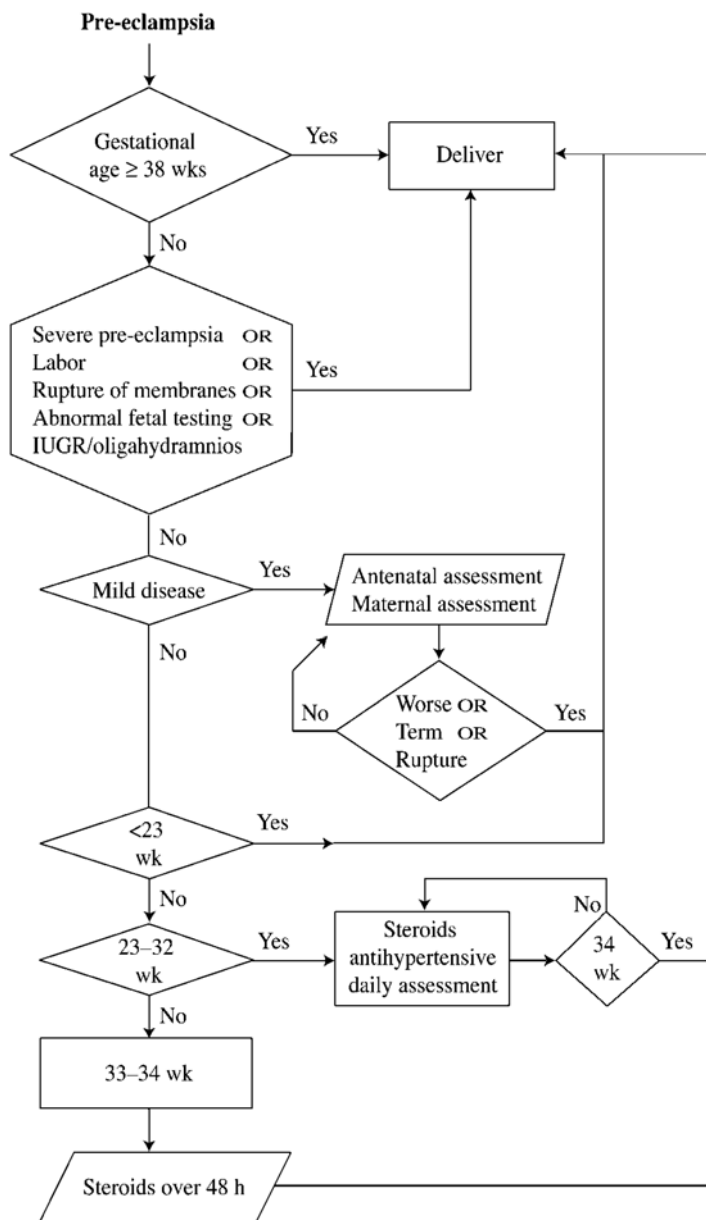 Pre-eclampsia
Gestational
age ≥ 38 wks
Yes
Deliver
No
Severe pre-eclampsia OR
Labor OR
Rupture of membranes OR
Abnormal fetal testing OR
IUGR/oligahydramnios
Yes
No
Mild disease
Yes
Antenatal assessment
Maternal assessment
No
Worse OR
Term OR
Rupture
No
Yes
<23
wk
Yes
No
23–32
wk
Yes
Steroids
antihypertensive
daily assessment
No
34
wk
Yes
No
33–34 wk
Steroids over 48 h